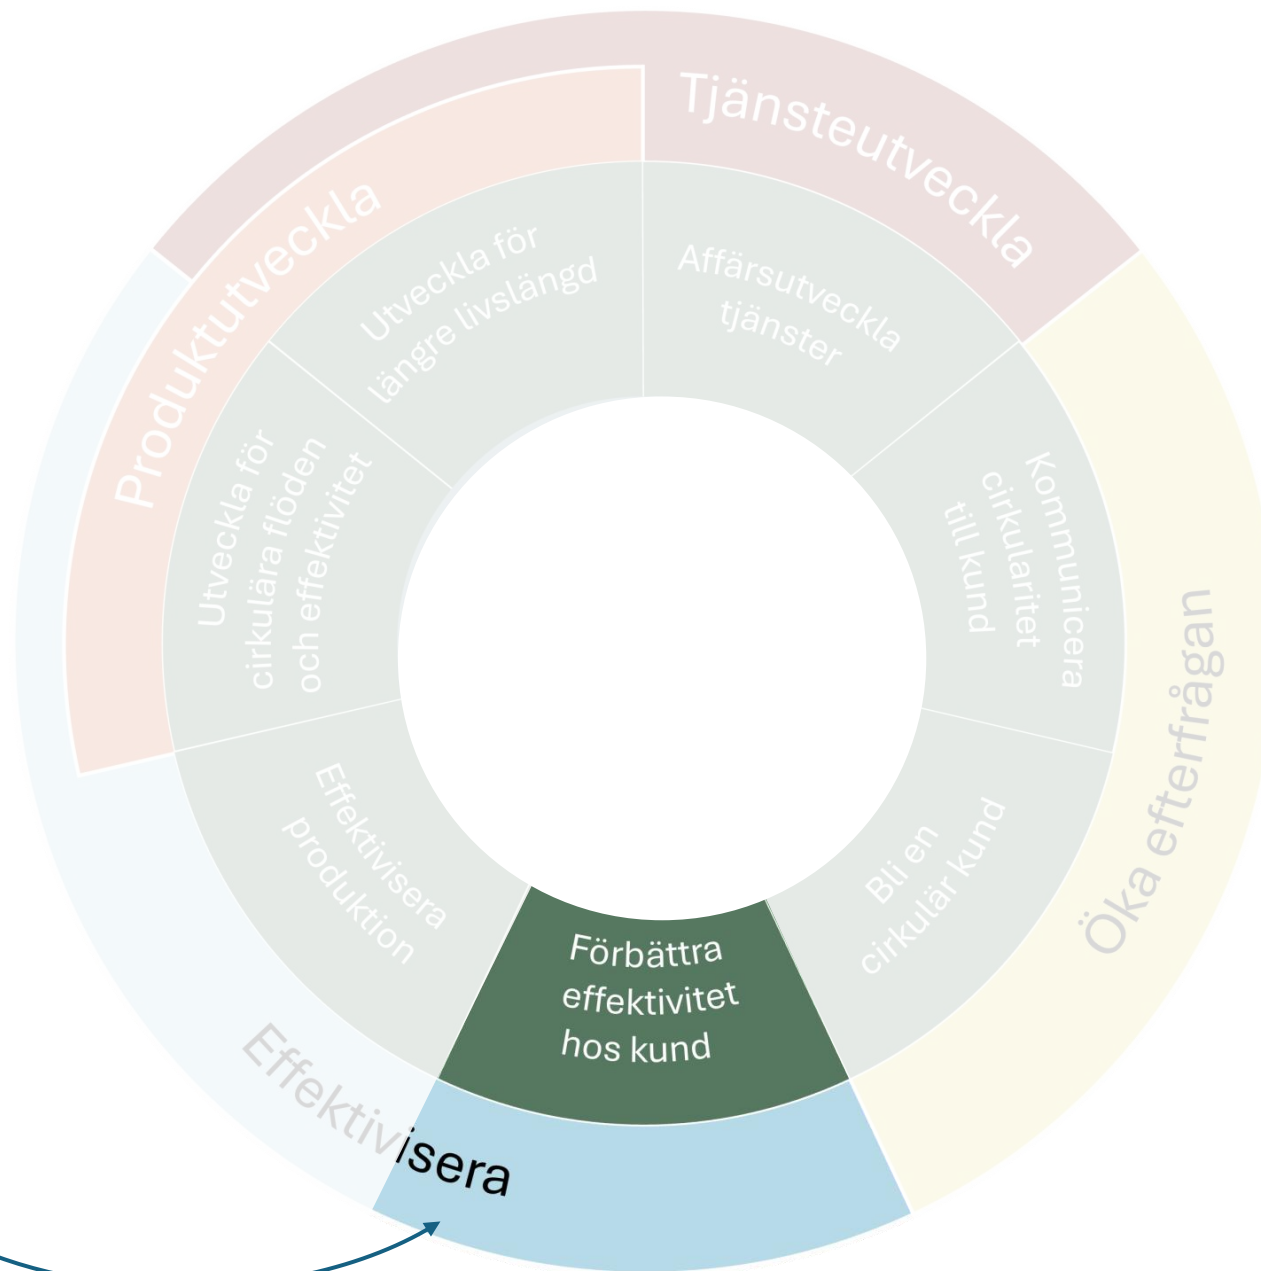 Tjänsteutveckla
Produktutveckla
Utveckla för
längre livslängd
Affärsutveckla
tjänster
Utveckla för
cirkulära flöden
och effektivitet
Kommunicera
cirkularitet
till kund
Öka efterfrågan
Effektivisera
produktion
Bli en
cirkulär kund
Förbättra
effektivitet
hos kund
Effektivisera